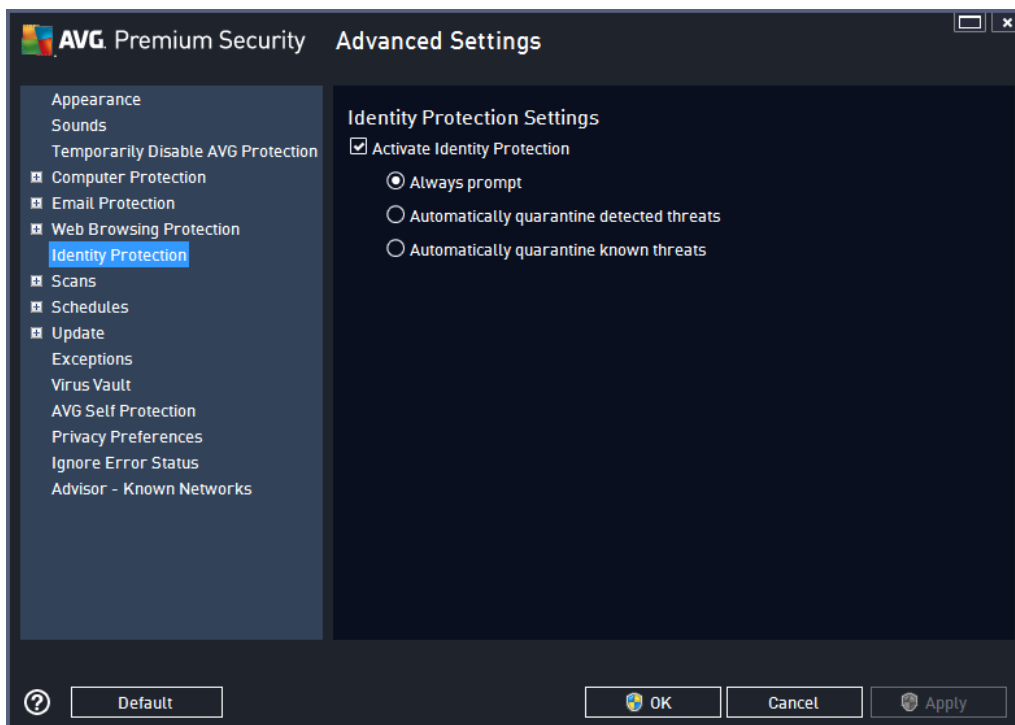 AVG. Premium Security
Advanced Settings
Appearance
Sounds
Temporarily Disable AVG Protection
Computer Protection
Email Protection
Web Browsing Protection
Identity Protection
Scans
Schedules
Update
Exceptions
Virus Vault
AVG Self Protection
Privacy Preferences
Ignore Error Status
Advisor - Known Networks
Identity Protection Settings
Activate Identity Protection
Always prompt
Automatically quarantine detected threats
Automatically quarantine known threats
?
Default
OK
Cancel
Apply